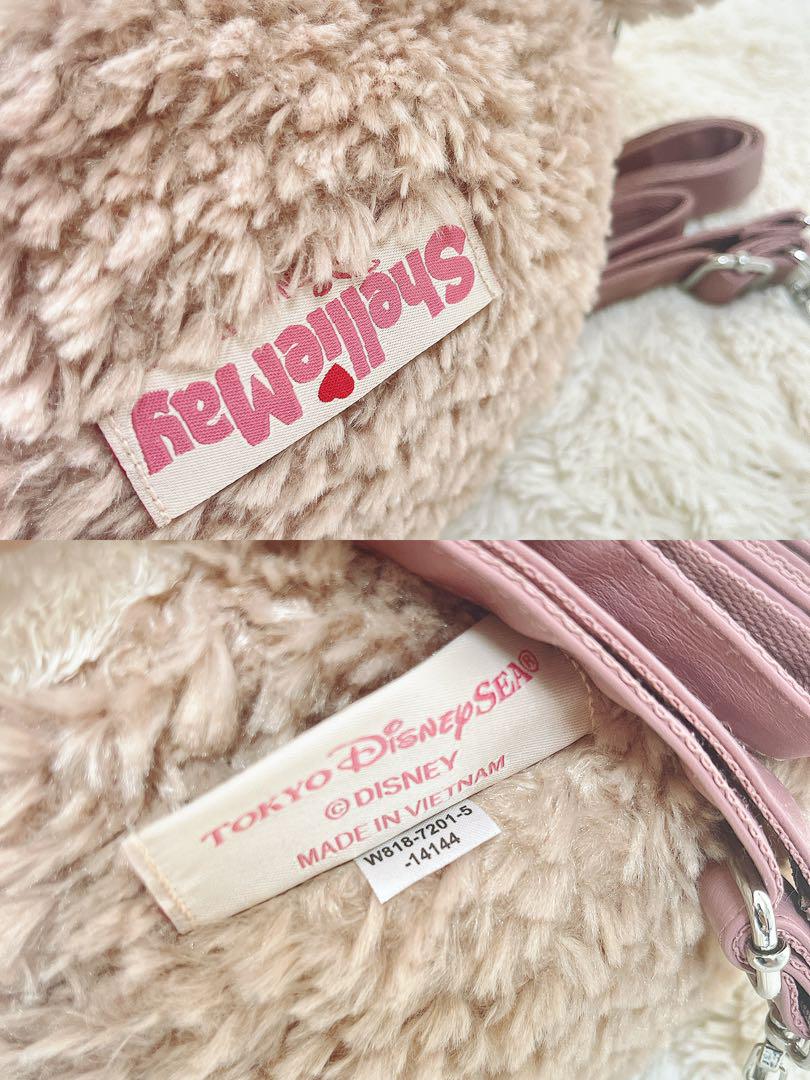 ShellieMay
TOKYO DISNEYSEA®
© DISNEY
MADE IN VIETNAM
W818-7201-5
-14144